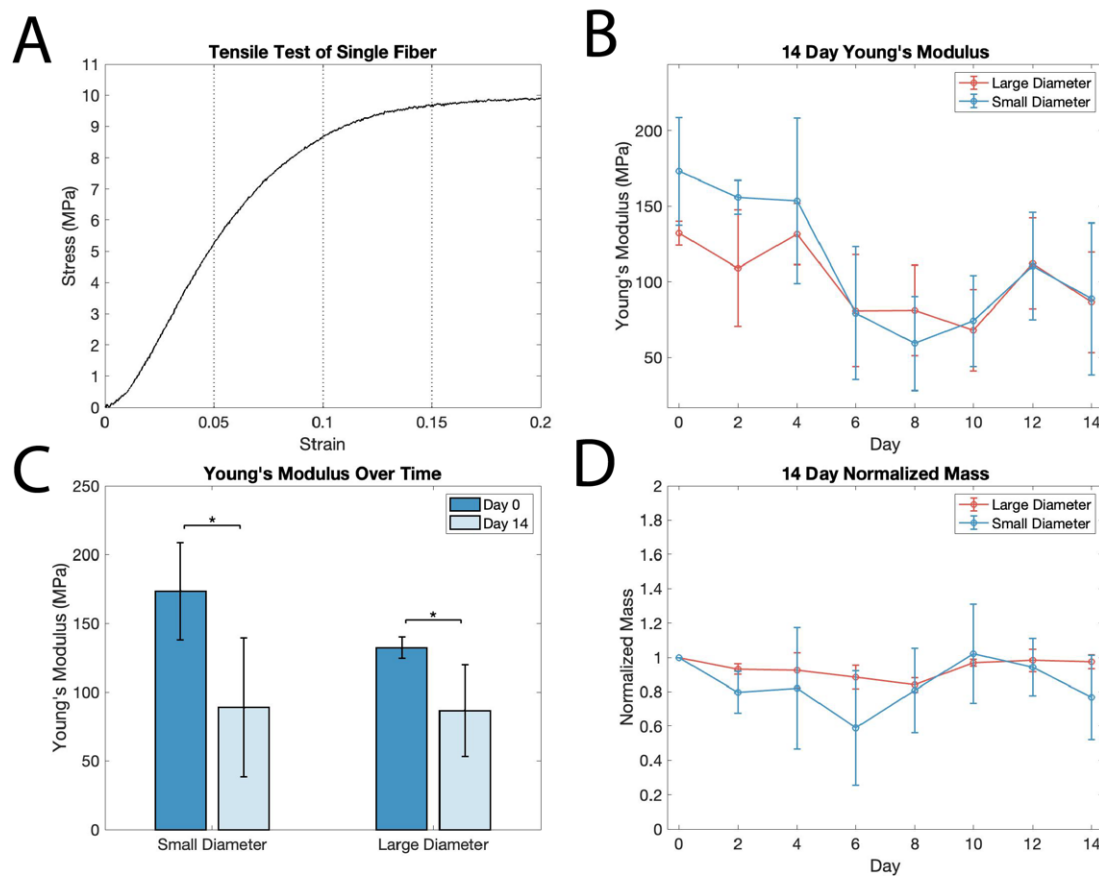 A
Tensile Test of Single Fiber
11
10
9
8
7
6
5
4
3
2
1
0
Stress (MPa)
0 0.05 0.1 0.15 0.2
Strain
B
14 Day Young's Modulus
Large Diameter
Small Diameter
200
150
100
50
Young's Modulus (MPa)
0 2 4 6 8 10 12 14
Day
C
Young's Modulus Over Time
Day 0
Day 14
250
200
150
100
50
0
Young's Modulus (MPa)
*
*
Small Diameter Large Diameter
D
14 Day Normalized Mass
Large Diameter
Small Diameter
2
1.8
1.6
1.4
1.2
1
0.8
0.6
0.4
0.2
0
Normalized Mass
0 2 4 6 8 10 12 14
Day